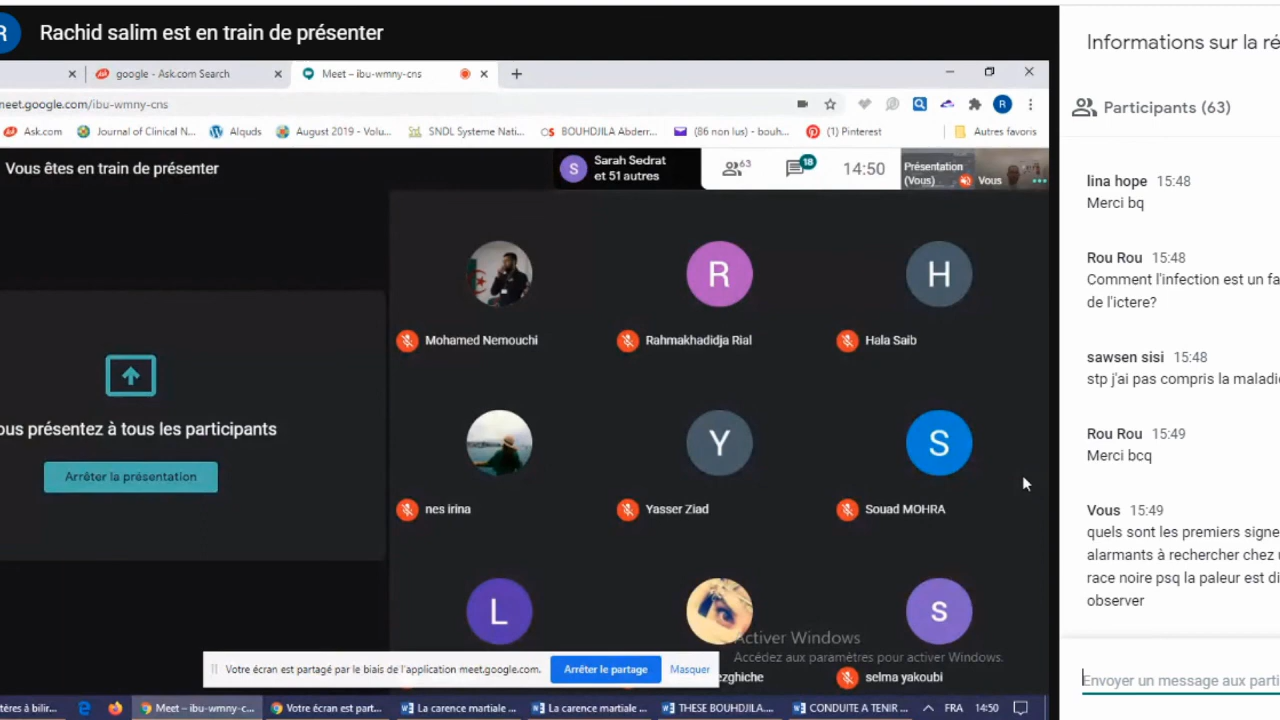 R
Rachid salim est en train de présenter
google - Ask.com Search
Meet – ibu-wmny-cns
meet.google.com/ibu-wmny-cns
R
Ask.com
Journal of Clinical N...
Alquds
August 2019 - Volu...
SNDL Systeme Nati...
BOUHDJILA Abderr...
(86 non lus) - bouh...
(1) Pinterest
Autres favoris
Vous êtes en train de présenter
S
Sarah Sedrat
et 51 autres
63
18
14:50
Présentation
(Vous)
Vous
R
H
Mohamed Nemouchi
Rahmakhadidja Rial
Hala Saib
ous présentez à tous les participants
Arrêter la présentation
Y
S
nes irina
Yasser Ziad
Souad MOHRA
L
s
Activer Windows
Accédez aux paramètres pour activer Windows.
ezghiche
selma yakoubi
Votre écran est partagé par le biais de l'application meet.google.com.
Arrêter le partage
Masquer
tères à bilir...
Meet – ibu-wmny-c...
Votre écran est part...
La carence martiale ...
La carence martiale ...
THESE BOUHDJILA....
CONDUITE A TENIR ...
FRA
14:50
Informations sur la ré
Participants (63)
lina hope 15:48
Merci bq
Rou Rou 15:48
Comment l'infection est un fa
de l'ictere?
sawsen sisi 15:48
stp j'ai pas compris la maladi
Rou Rou 15:49
Merci bcq
Vous 15:49
quels sont les premiers signe
alarmants à rechercher chez u
race noire psq la paleur est di
observer
Envoyer un message aux parti